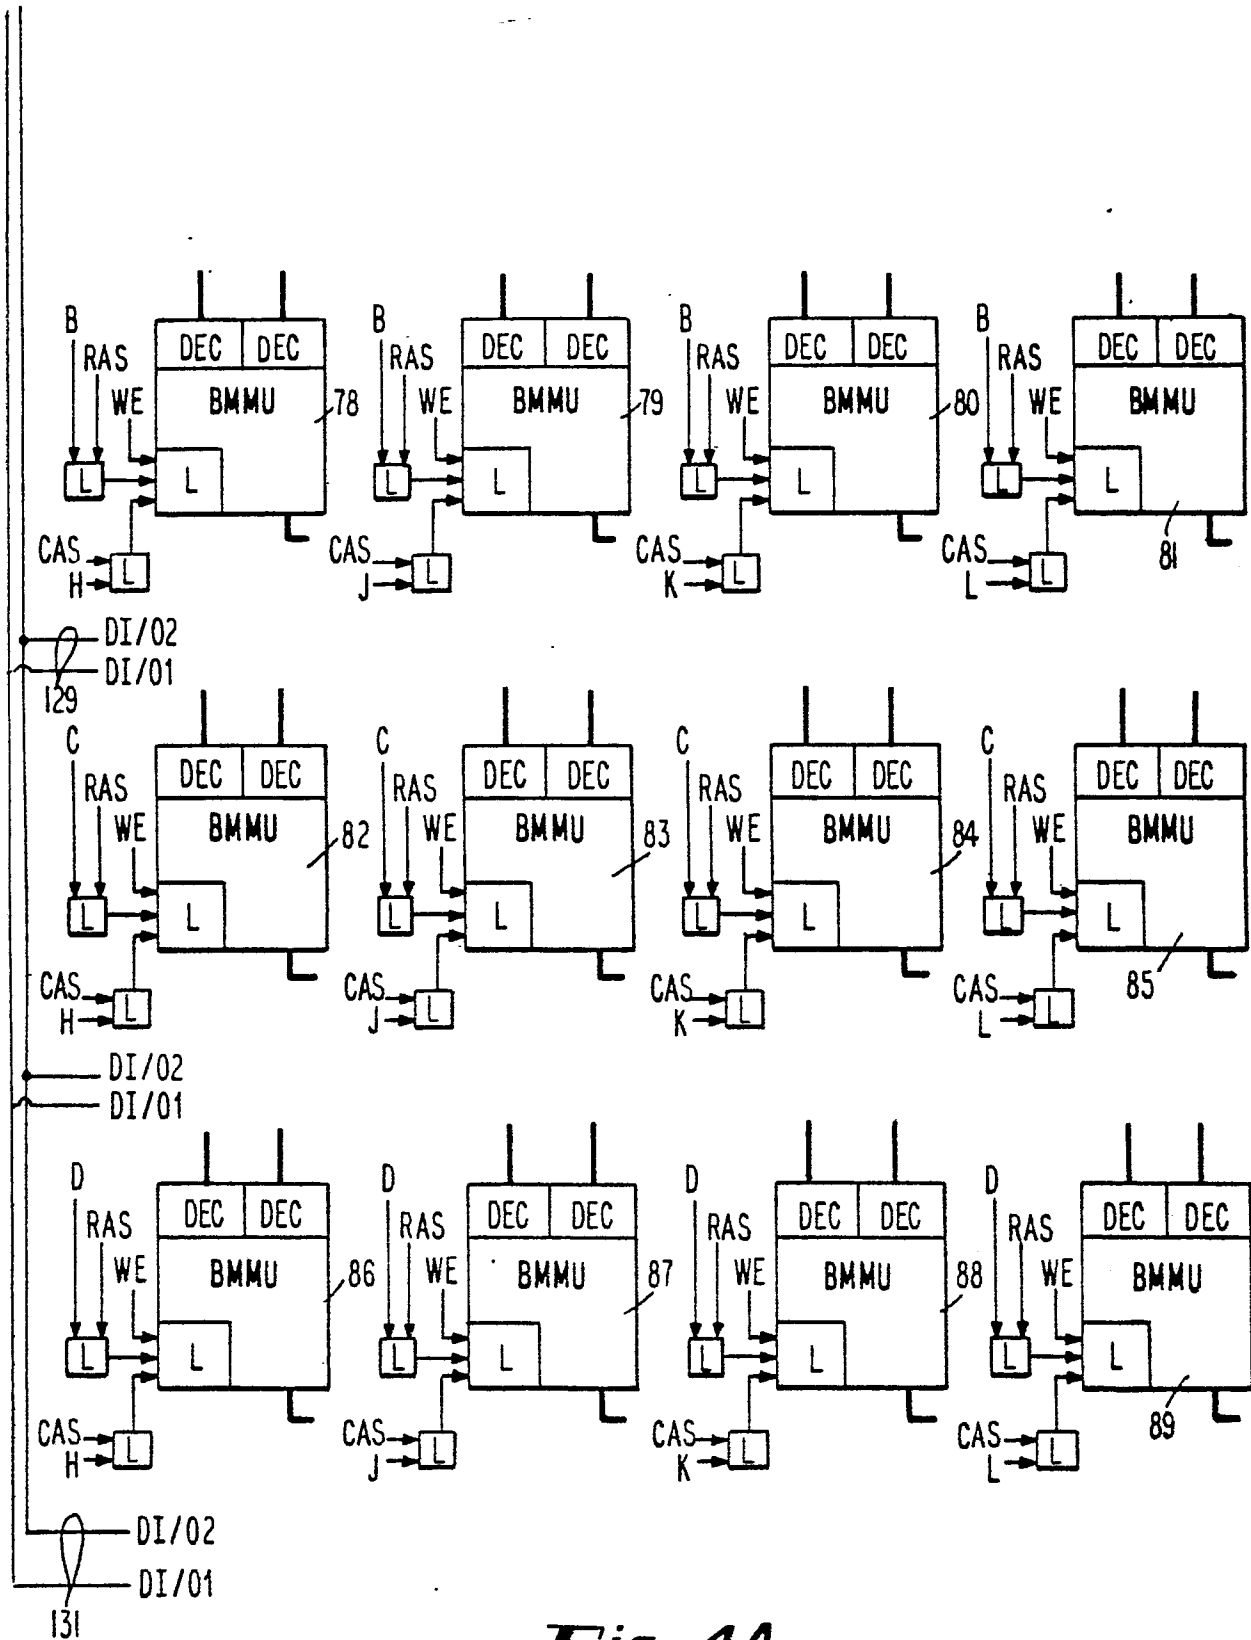 B B B B
DEC DEC DEC DEC DEC DEC DEC DEC
RAS RAS RAS RAS
WE BMMU 78 WE BMMU 79 WE BMMU 80 WE BMMU
L L L L L L L L
CAS CAS CAS CAS 81
L L L L
H J K L
DI/02
DI/01
129
C C C C
DEC DEC DEC DEC DEC DEC DEC DEC
RAS RAS RAS RAS
WE BMMU 82 WE BMMU 83 WE BMMU 84 WE BMMU
L L L L L L L L
CAS CAS CAS CAS 85
L L L L
H J K L
DI/02
DI/01
D D D D
DEC DEC DEC DEC DEC DEC DEC DEC
RAS RAS RAS RAS
WE BMMU 86 WE BMMU 87 WE BMMU 88 WE BMMU
L L L L L L L L
CAS CAS CAS CAS 89
L L L L
H J K L
DI/02
DI/01
131